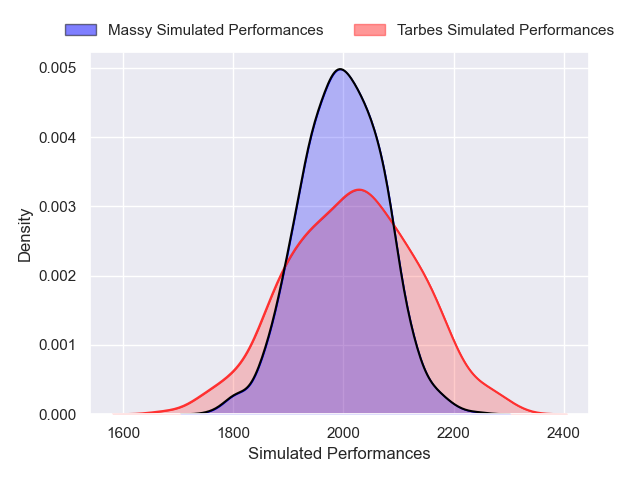 Massy Simulated Performances Tarbes Simulated Performances
0.005
0.004
0.003
0.002
0.001
0.000
Density
1600 1800 2000 2200 2400
Simulated Performances